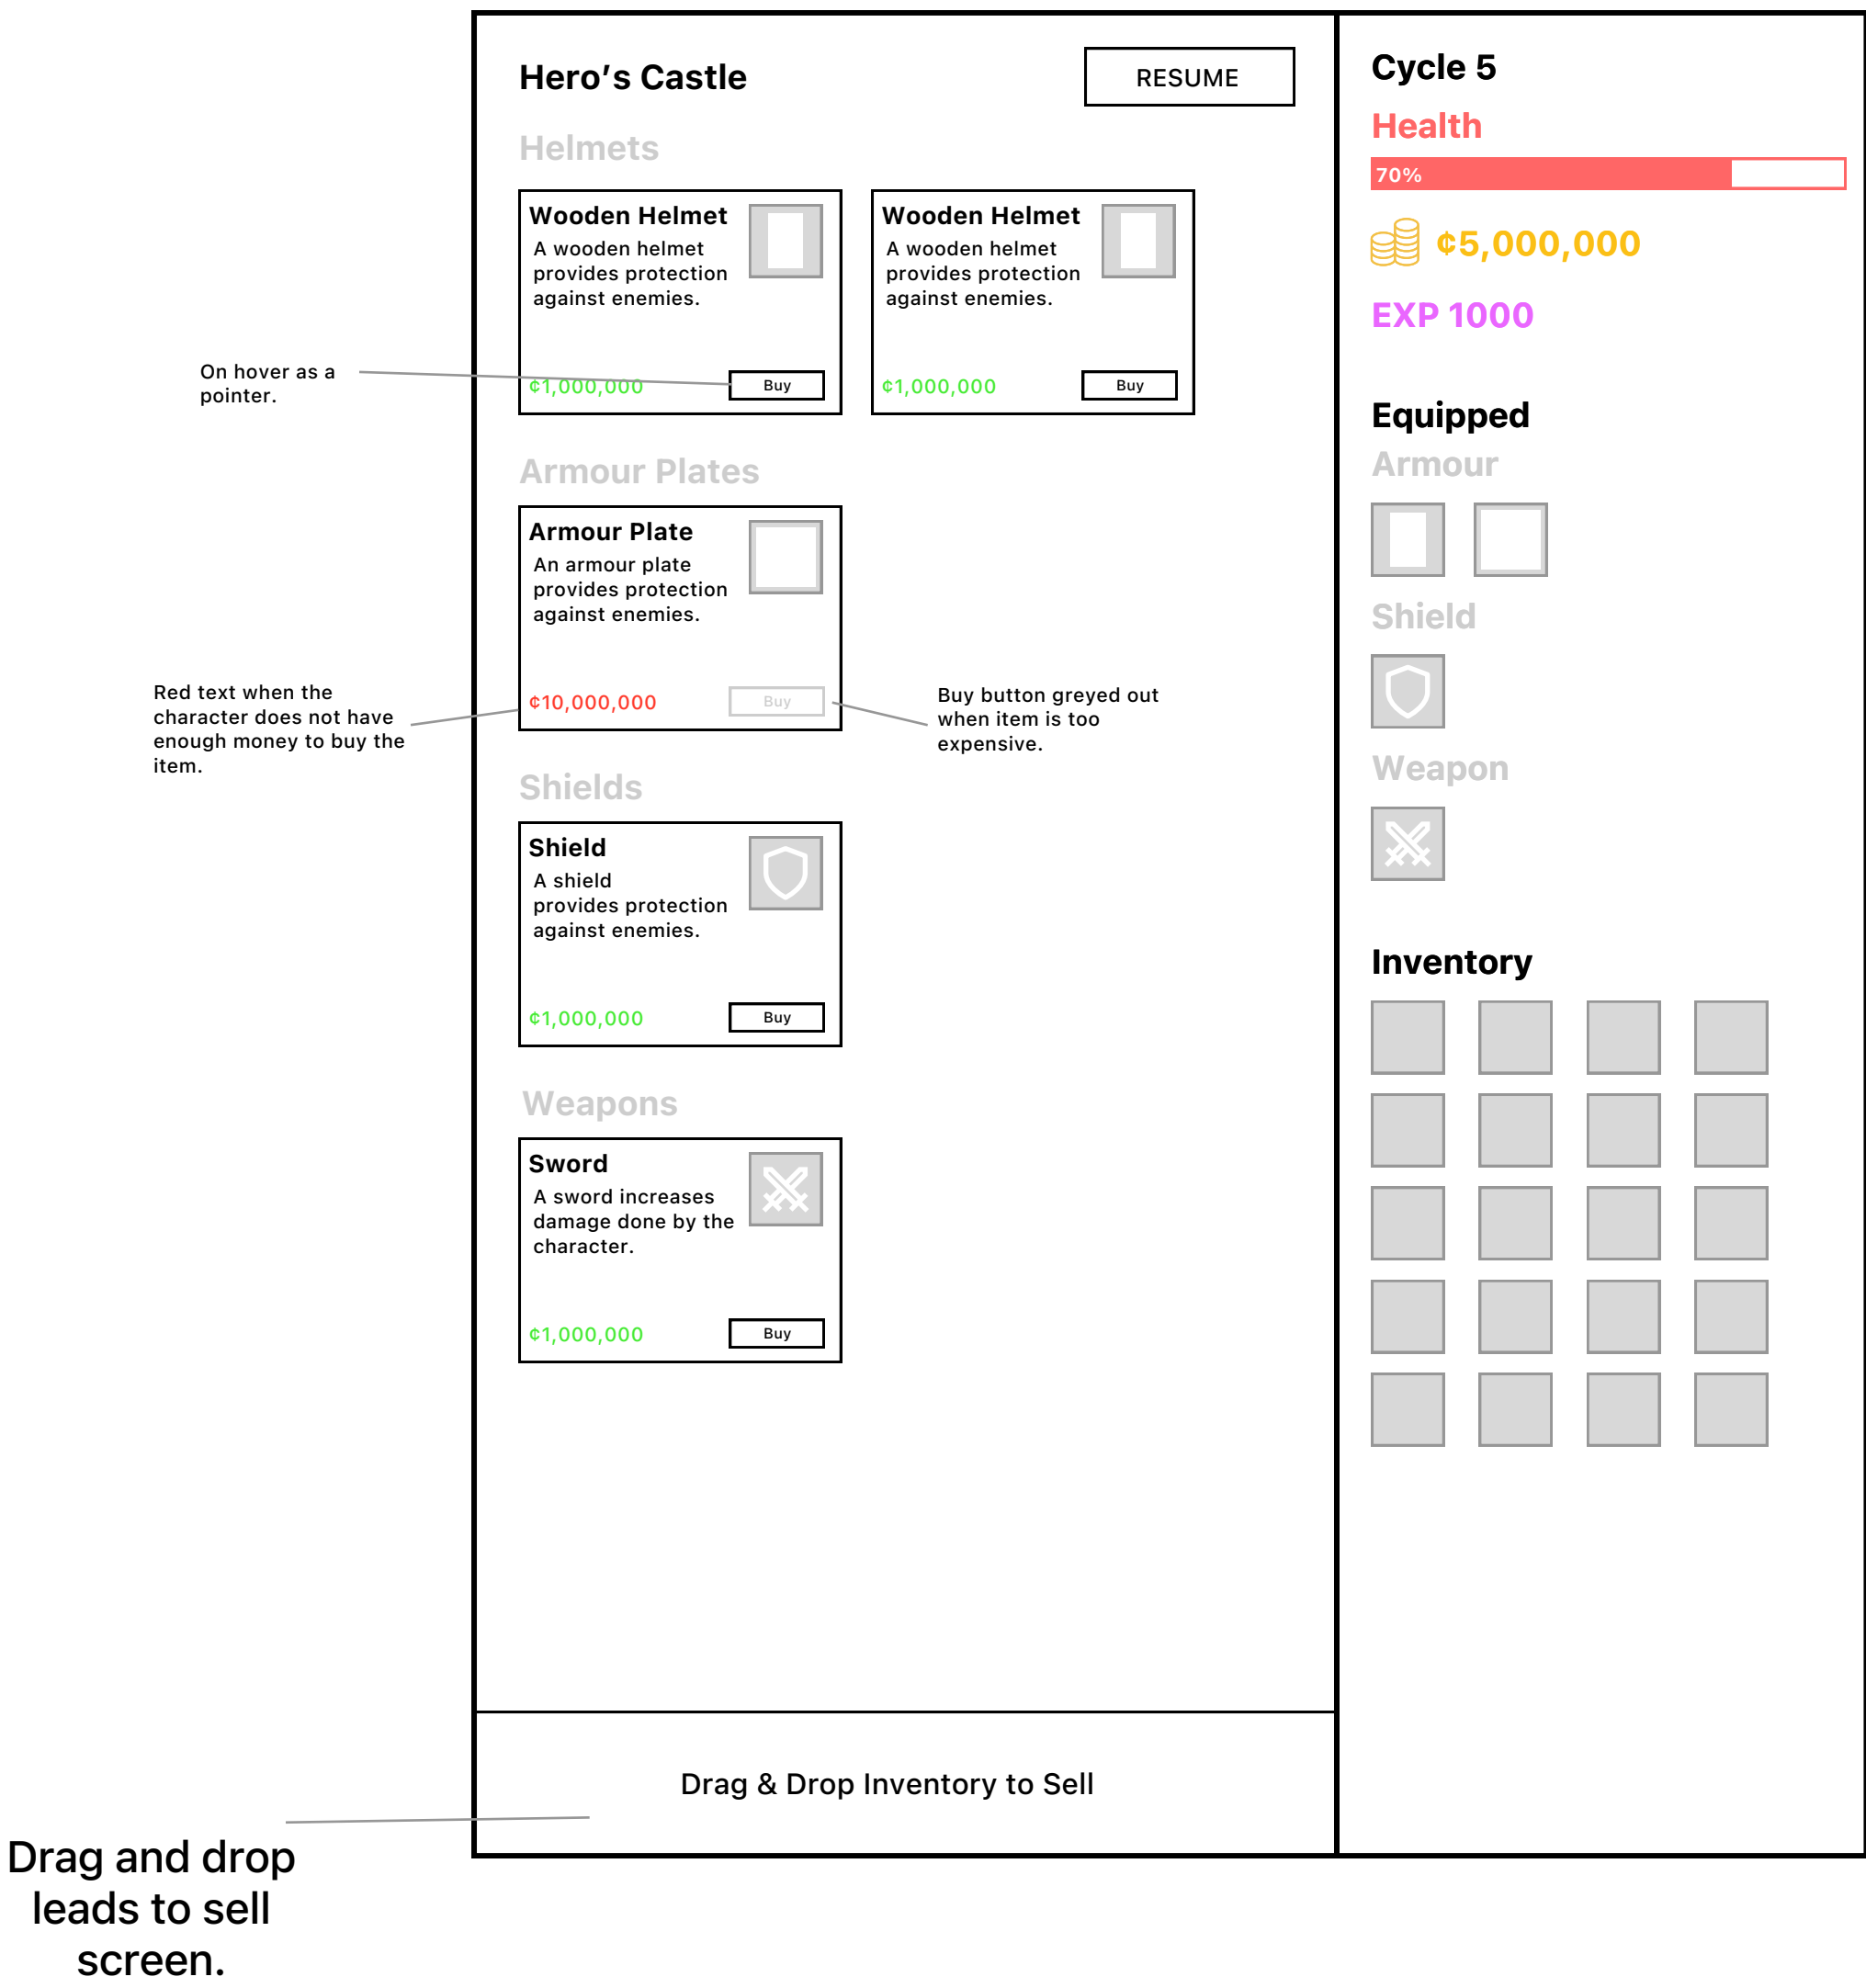 Hero's Castle
RESUME
Helmets
Wooden Helmet
A wooden helmet
provides protection
against enemies.
¢1,000,000
Buy
Wooden Helmet
A wooden helmet
provides protection
against enemies.
¢1,000,000
Buy
On hover as a
pointer.
Armour Plates
Armour Plate
An armour plate
provides protection
against enemies.
¢10,000,000
Buy
Red text when the
character does not have
enough money to buy the
item.
Buy button greyed out
when item is too
expensive.
Shields
Shield
A shield
provides protection
against enemies.
¢1,000,000
Buy
Weapons
Sword
A sword increases
damage done by the
character.
¢1,000,000
Buy
Drag & Drop Inventory to Sell
Drag and drop
leads to sell
screen.
Cycle 5
Health
70%
¢5,000,000
EXP 1000
Equipped
Armour
Shield
Weapon
Inventory